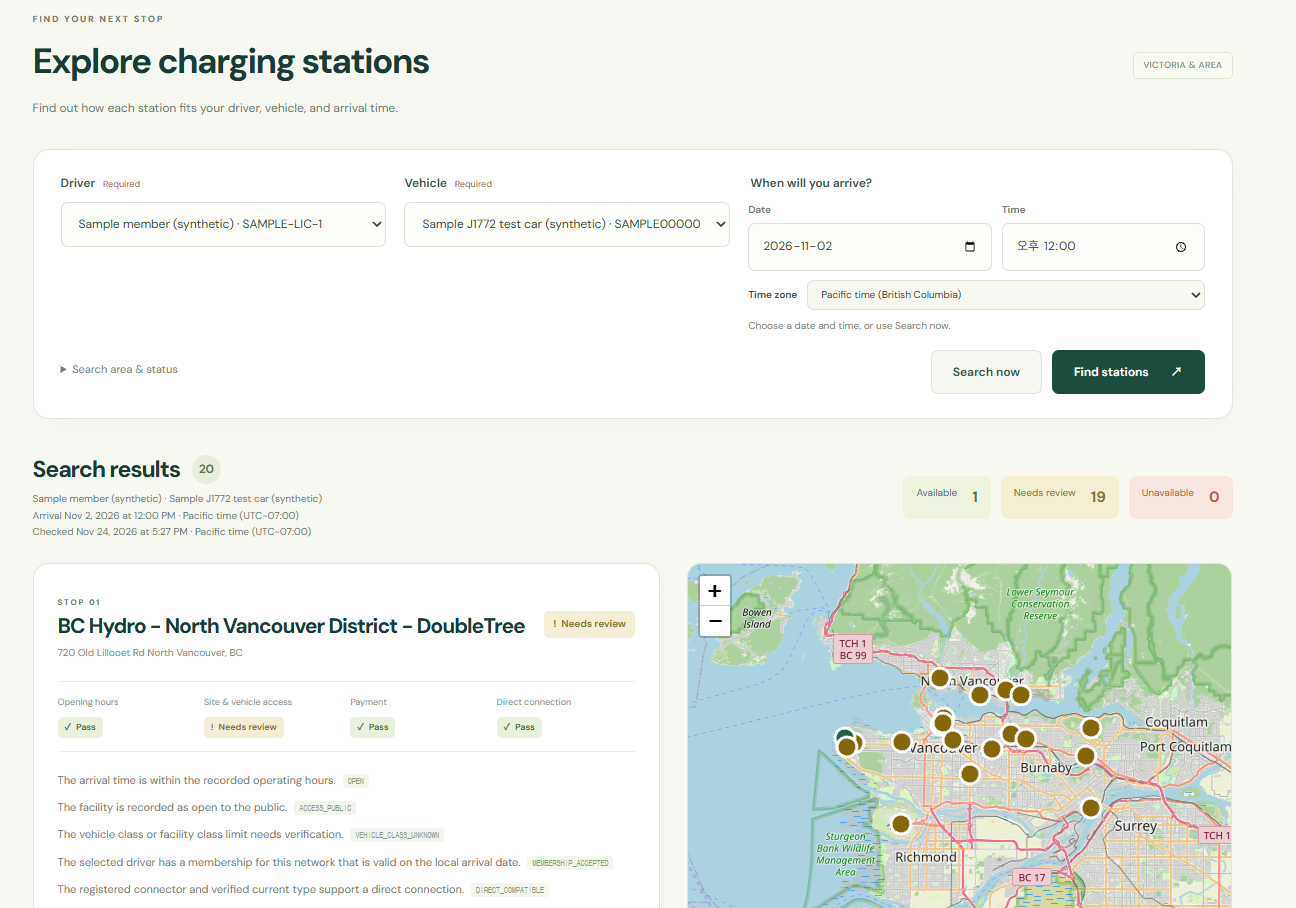 FIND YOUR NEXT STOP
Explore charging stations
VICTORIA & AREA
Find out how each station fits your driver, vehicle, and arrival time.
Driver Required
Vehicle Required
When will you arrive?
Sample member (synthetic) · SAMPLE-LIC-1
Sample J1772 test car (synthetic) · SAMPLE00000
Date
Time
2026-11-02
오후 12:00
Time zone
Pacific time (British Columbia)
Choose a date and time, or use Search now.
▶ Search area & status
Search now
Find stations ↗
Search results 20
Sample member (synthetic) · Sample J1772 test car (synthetic)
Arrival Nov 2, 2026 at 12:00 PM · Pacific time (UTC-07:00)
Checked Nov 24, 2026 at 5:27 PM · Pacific time (UTC-07:00)
Available 1
Needs review 19
Unavailable 0
STOP 01
BC Hydro - North Vancouver District - DoubleTree
! Needs review
720 Old Lillooet Rd North Vancouver, BC
Opening hours
Site & vehicle access
Payment
Direct connection
✓ Pass
! Needs review
✓ Pass
✓ Pass
The arrival time is within the recorded operating hours. OPEN
The facility is recorded as open to the public. ACCESS_PUBLIC
The vehicle class or facility class limit needs verification. VEHICLE_CLASS_UNKNOWN
The selected driver has a membership for this network that is valid on the local arrival date. MEMBERSHIP_ACCEPTED
The registered connector and verified current type support a direct connection. DIRECT_COMPATIBLE
+
−
Bowen
Island
Lower Seymour
Conservation
Reserve
TCH 1
BC 99
Coquitlam
Port Coquitlam
Vancouver
Burnaby
Surrey
TCH 1
Sturgeon
Bank Wildlife
Management
Area
Richmond
BC 17